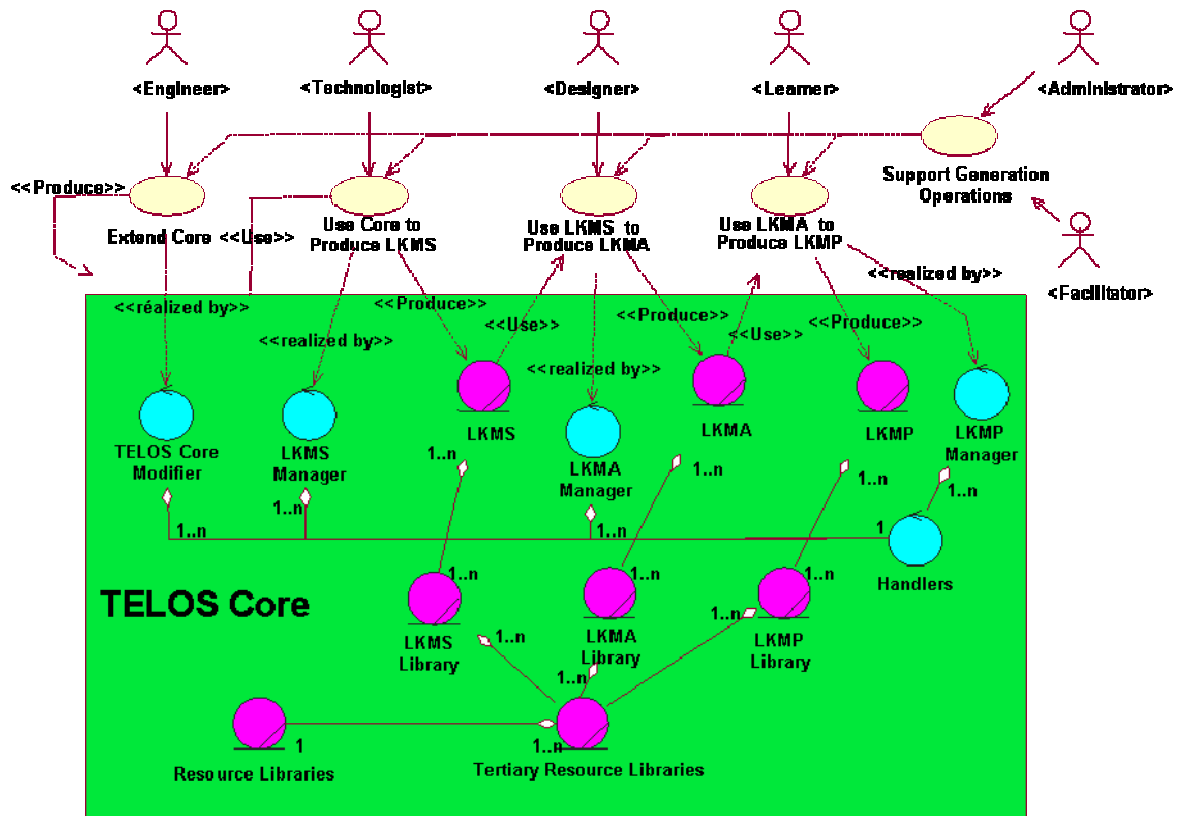 <Engineer>
<Technologist>
<Designer>
<Learner>
<Administrator>
<<Produce>>
Extend Core
<<Use>>
Use Core to
Produce LKMS
Use LKMS to
Produce LKMA
Use LKMA to
Produce LKMP
Support Generation
Operations
<<realized by>>
<Facilitator>
<<réalized by>>
<<Produce>>
<<Use>>
<<Produce>>
<<Use>>
<<Produce>>
<<realized by>>
<<realized by>>
TELOS Core
Modifier
LKMS
Manager
LKMS
LKMA
Manager
LKMA
LKMP
LKMP
Manager
1..n
1..n
1..n
1..n
1..n
1..n
1..n
1..n
1
Handlers
1..n
1..n
1..n
TELOS Core
LKMS
Library
LKMA
Library
LKMP
Library
1..n
1..n
1..n
Resource Libraries
1
1..n
Tertiary Resource Libraries